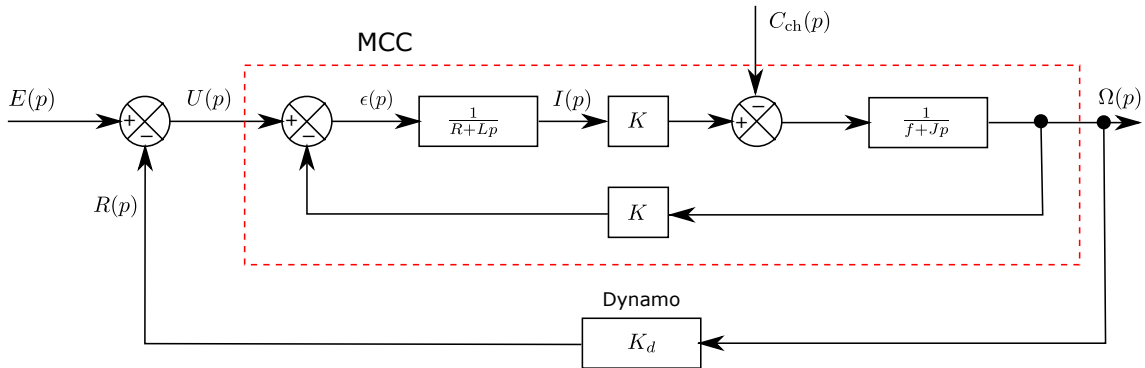 C_ch(p)
MCC
E(p) U(p) ϵ(p) 1/(R+Lp) I(p) K 1/(f+Jp) Ω(p)
+ − + − + −
R(p) K
Dynamo
K_d